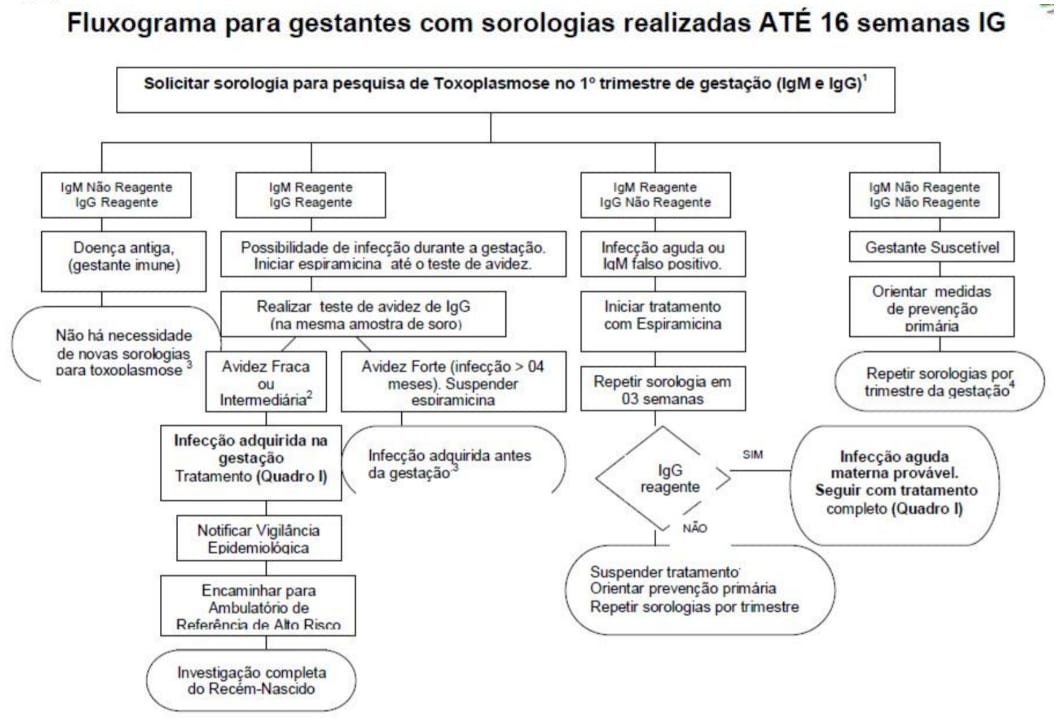 Fluxograma para gestantes com sorologias realizadas ATÉ 16 semanas IG
Solicitar sorologia para pesquisa de Toxoplasmose no 1º trimestre de gestação (IgM e IgG)¹
IgM Não Reagente
IgG Reagente
Doença antiga,
(gestante imune)
Não há necessidade
de novas sorologias
para toxoplasmose ³
IgM Reagente
IgG Reagente
Possibilidade de infecção durante a gestação.
Iniciar espiramicina até o teste de avidez.
Realizar teste de avidez de IgG
(na mesma amostra de soro)
Avidez Fraca
ou
Intermediária²
Infecção adquirida na
gestação
Tratamento (Quadro I)
Notificar Vigilância
Epidemiológica
Encaminhar para
Ambulatório de
Referência de Alto Risco
Investigação completa
do Recém-Nascido
Avidez Forte (infecção > 04
meses). Suspender
espiramicina
Infecção adquirida antes
da gestação³
IgM Reagente
IgG Não Reagente
Infecção aguda ou
IgM falso positivo.
Iniciar tratamento
com Espiramicina
Repetir sorologia em
03 semanas
IgG
reagente
SIM
Infecção aguda
materna provável.
Seguir com tratamento
completo (Quadro I)
NÃO
Suspender tratamento
Orientar prevenção primária
Repetir sorologias por trimestre
IgM Não Reagente
IgG Não Reagente
Gestante Suscetível
Orientar medidas
de prevenção
primária
Repetir sorologias por
trimestre da gestação⁴